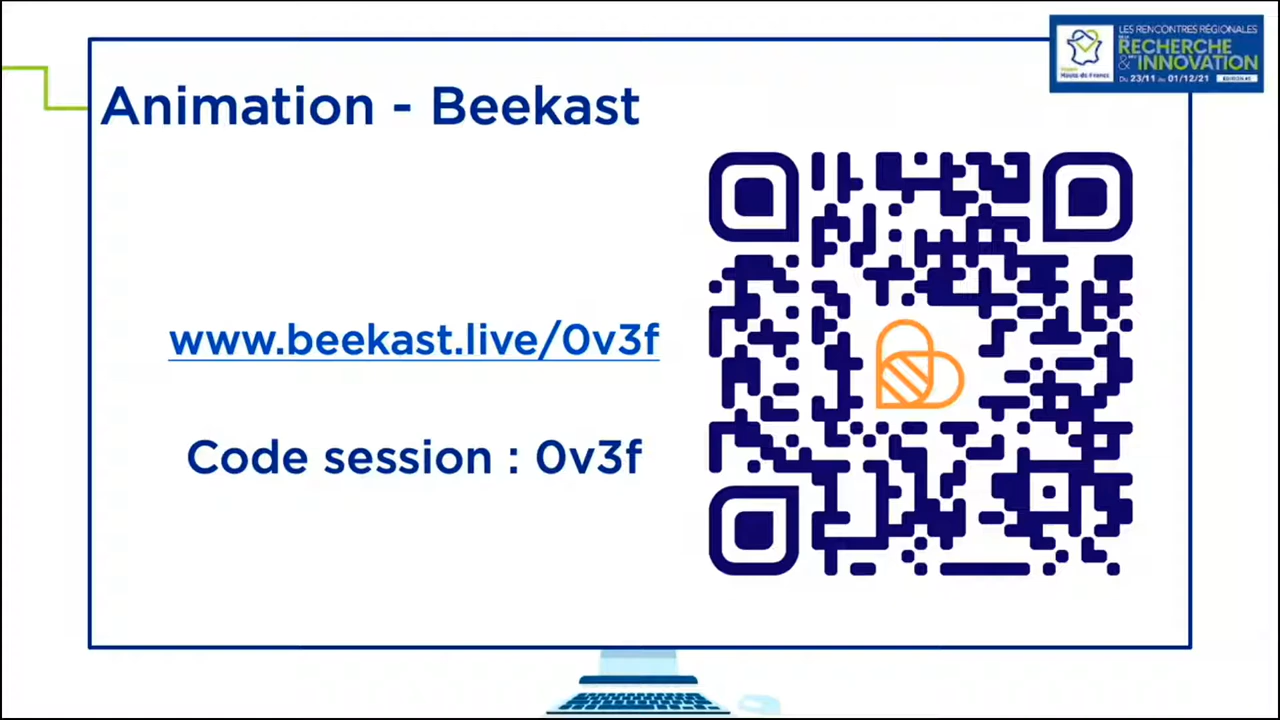 LES RENCONTRES RÉGIONALES
RECHERCHE
& INNOVATION
Du 23/11 au 01/12/21
Animation - Beekast
www.beekast.live/0v3f
Code session : 0v3f